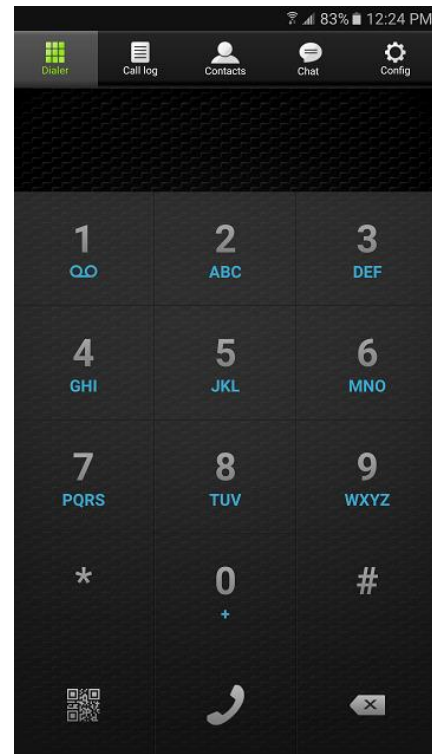 83% 12:24 PM
Dialer Call log Contacts Chat Config
1 2 3
ABC DEF
4 5 6
GHI JKL MNO
7 8 9
PQRS TUV WXYZ
* 0 #
+